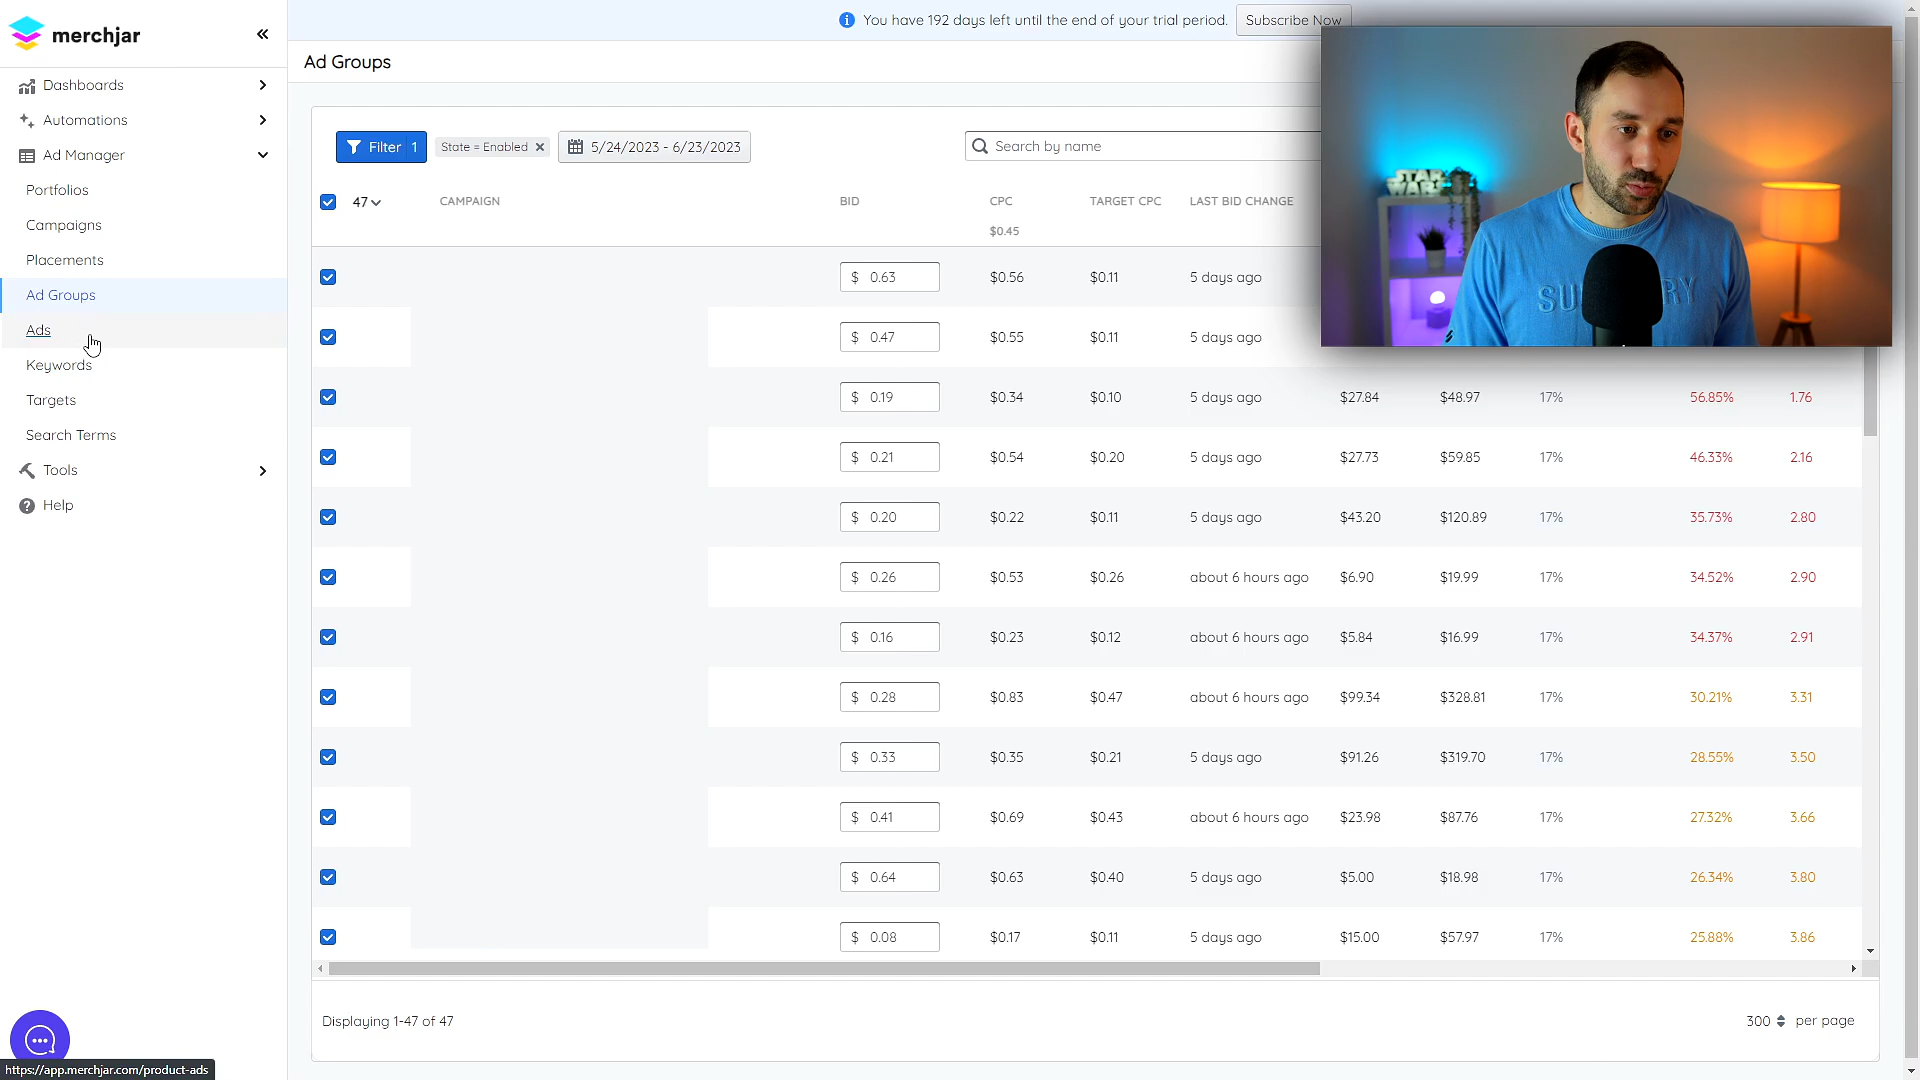 merchjar
You have 192 days left until the end of your trial period.
Subscribe Now
Dashboards
Automations
Ad Manager
Portfolios
Campaigns
Placements
Ad Groups
Ads
Keywords
Targets
Search Terms
Tools
Help
https://app.merchjar.com/product-ads
Ad Groups
Filter 1
State = Enabled
5/24/2023 - 6/23/2023
Search by name
47 CAMPAIGN BID CPC TARGET CPC LAST BID CHANGE
$0.45
$ 0.63 $0.56 $0.11 5 days ago
$ 0.47 $0.55 $0.11 5 days ago
$ 0.19 $0.34 $0.10 5 days ago $27.84 $48.97 17% 56.85% 1.76
$ 0.21 $0.54 $0.20 5 days ago $27.73 $59.85 17% 46.33% 2.16
$ 0.20 $0.22 $0.11 5 days ago $43.20 $120.89 17% 35.73% 2.80
$ 0.26 $0.53 $0.26 about 6 hours ago $6.90 $19.99 17% 34.52% 2.90
$ 0.16 $0.23 $0.12 about 6 hours ago $5.84 $16.99 17% 34.37% 2.91
$ 0.28 $0.83 $0.47 about 6 hours ago $99.34 $328.81 17% 30.21% 3.31
$ 0.33 $0.35 $0.21 5 days ago $91.26 $319.70 17% 28.55% 3.50
$ 0.41 $0.69 $0.43 about 6 hours ago $23.98 $87.76 17% 27.32% 3.66
$ 0.64 $0.63 $0.40 5 days ago $5.00 $18.98 17% 26.34% 3.80
$ 0.08 $0.17 $0.11 5 days ago $15.00 $57.97 17% 25.88% 3.86
Displaying 1-47 of 47
300 per page
STAR
WARS